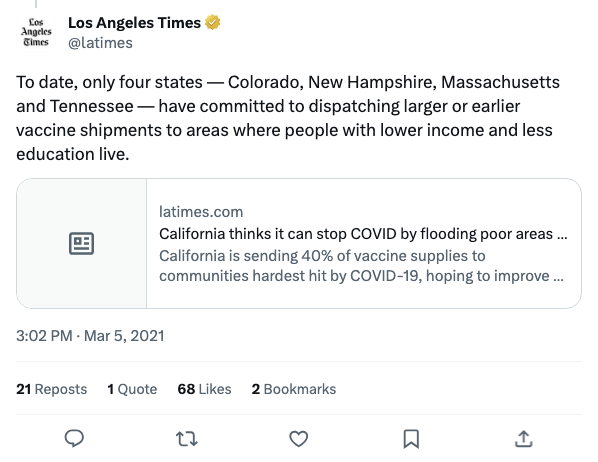 Los
Angeles
Times
Los Angeles Times
@latimes
To date, only four states — Colorado, New Hampshire, Massachusetts
and Tennessee — have committed to dispatching larger or earlier
vaccine shipments to areas where people with lower income and less
education live.
latimes.com
California thinks it can stop COVID by flooding poor areas ...
California is sending 40% of vaccine supplies to
communities hardest hit by COVID-19, hoping to improve ...
3:02 PM · Mar 5, 2021
21 Reposts 1 Quote 68 Likes 2 Bookmarks